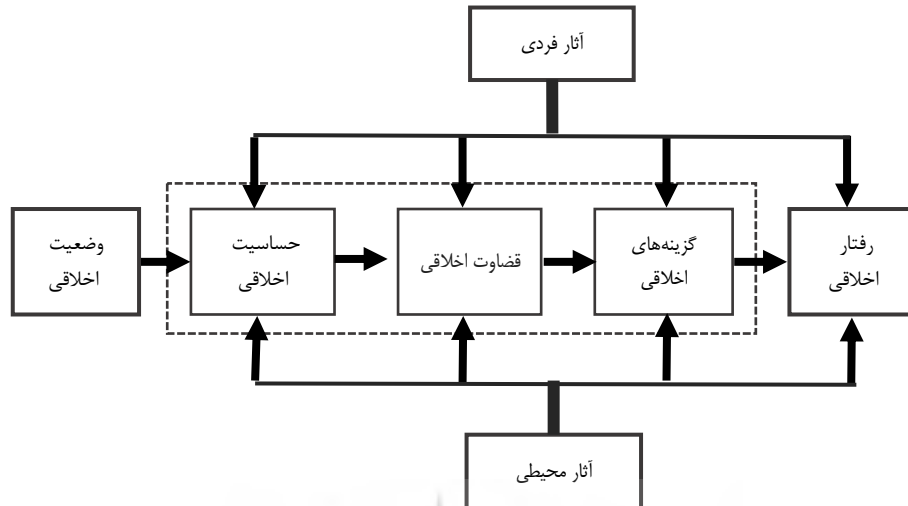 آثار فردی
وضعیت
اخلاقی
حساسیت
اخلاقی
قضاوت اخلاقی
گزینه‌های
اخلاقی
رفتار
اخلاقی
آثار محیطی